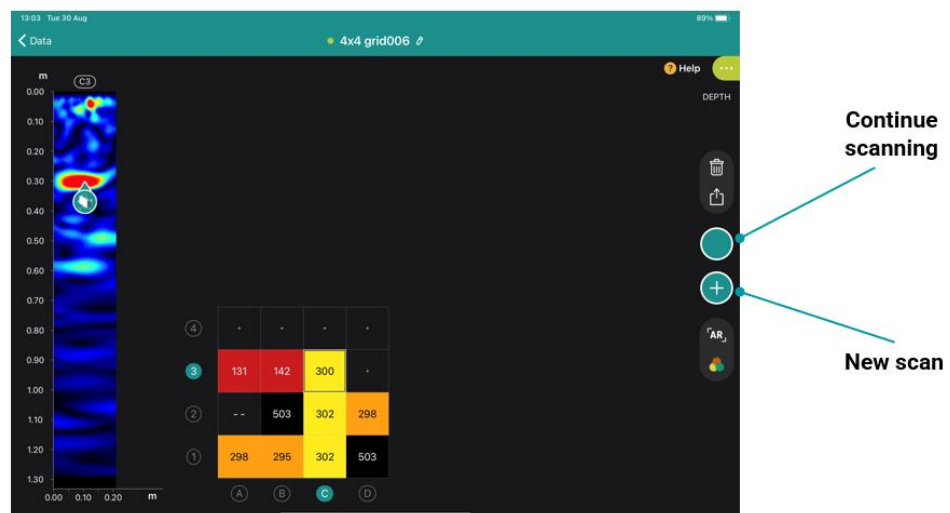 13:03 Tue 30 Aug
89%
Data
4x4 grid006
? Help
...
DEPTH
m
C3
0.00
0.10
0.20
0.30
0.40
0.50
0.60
0.70
0.80
0.90
1.00
1.10
1.20
1.30
0.00 0.10 0.20 m
4 · · · ·
3 131 142 300 ·
2 -- 503 302 298
1 298 295 302 503
A B C D
+
AR
Continue
scanning
New scan